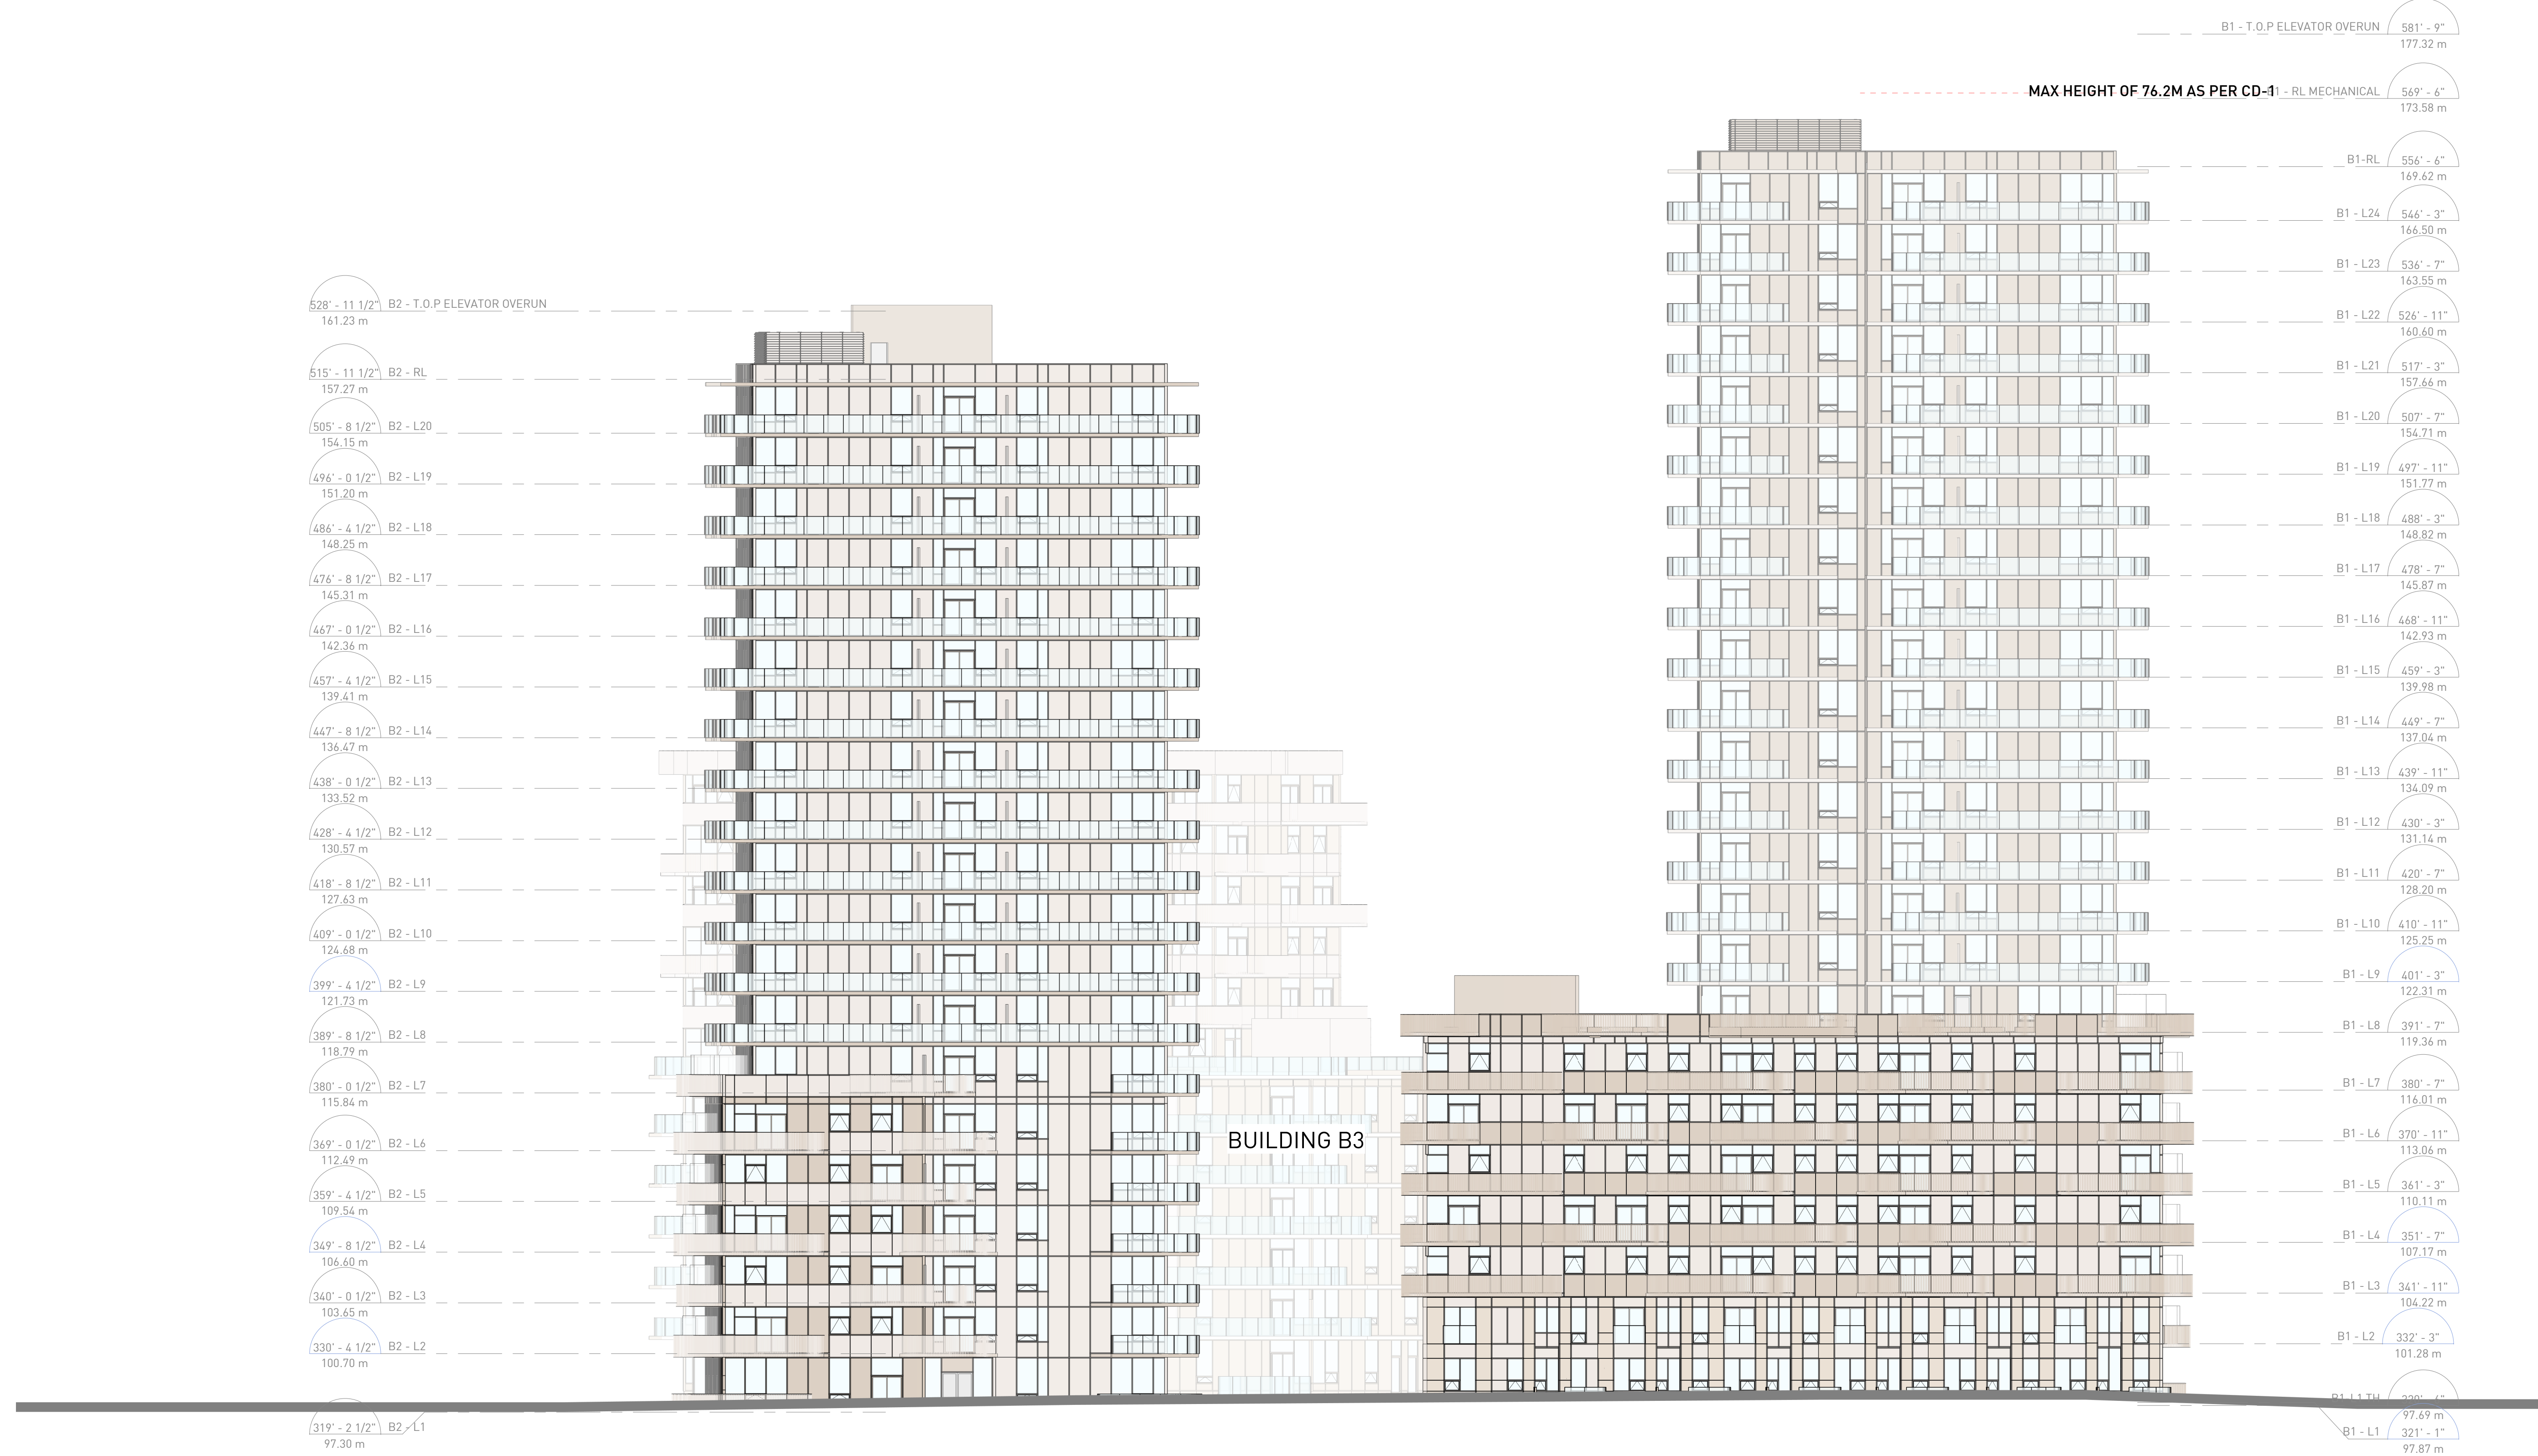 B1 - T.O.P ELEVATOR OVERUN 581' - 9"
177.32 m
MAX HEIGHT OF 76.2M AS PER CD-1
RL MECHANICAL 569' - 6"
173.58 m
B1-RL 556' - 6"
169.62 m
B1 - L24 546' - 3"
166.50 m
B1 - L23 536' - 7"
163.55 m
B1 - L22 526' - 11"
160.60 m
B1 - L21 517' - 3"
157.66 m
B1 - L20 507' - 7"
154.71 m
B1 - L19 497' - 11"
151.77 m
B1 - L18 488' - 3"
148.82 m
B1 - L17 478' - 7"
145.87 m
B1 - L16 468' - 11"
142.93 m
B1 - L15 459' - 3"
139.98 m
B1 - L14 449' - 7"
137.04 m
B1 - L13 439' - 11"
134.09 m
B1 - L12 430' - 3"
131.14 m
B1 - L11 420' - 7"
128.20 m
B1 - L10 410' - 11"
125.25 m
B1 - L9 401' - 3"
122.31 m
B1 - L8 391' - 7"
119.36 m
B1 - L7 380' - 7"
116.01 m
B1 - L6 370' - 11"
113.06 m
B1 - L5 361' - 3"
110.11 m
B1 - L4 351' - 7"
107.17 m
B1 - L3 341' - 11"
104.22 m
B1 - L2 332' - 3"
101.28 m
B1-L1 TH
97.69 m
B1 - L1 321' - 1"
97.87 m
528' - 11 1/2" B2 - T.O.P ELEVATOR OVERUN
161.23 m
515' - 11 1/2" B2 - RL
157.27 m
505' - 8 1/2" B2 - L20
154.15 m
496' - 0 1/2" B2 - L19
151.20 m
486' - 4 1/2" B2 - L18
148.25 m
476' - 8 1/2" B2 - L17
145.31 m
467' - 0 1/2" B2 - L16
142.36 m
457' - 4 1/2" B2 - L15
139.41 m
447' - 8 1/2" B2 - L14
136.47 m
438' - 0 1/2" B2 - L13
133.52 m
428' - 4 1/2" B2 - L12
130.57 m
418' - 8 1/2" B2 - L11
127.63 m
409' - 0 1/2" B2 - L10
124.68 m
399' - 4 1/2" B2 - L9
121.73 m
389' - 8 1/2" B2 - L8
118.79 m
380' - 0 1/2" B2 - L7
115.84 m
369' - 0 1/2" B2 - L6
112.49 m
359' - 4 1/2" B2 - L5
109.54 m
349' - 8 1/2" B2 - L4
106.60 m
340' - 0 1/2" B2 - L3
103.65 m
330' - 4 1/2" B2 - L2
100.70 m
319' - 2 1/2" B2 - L1
97.30 m
BUILDING B3